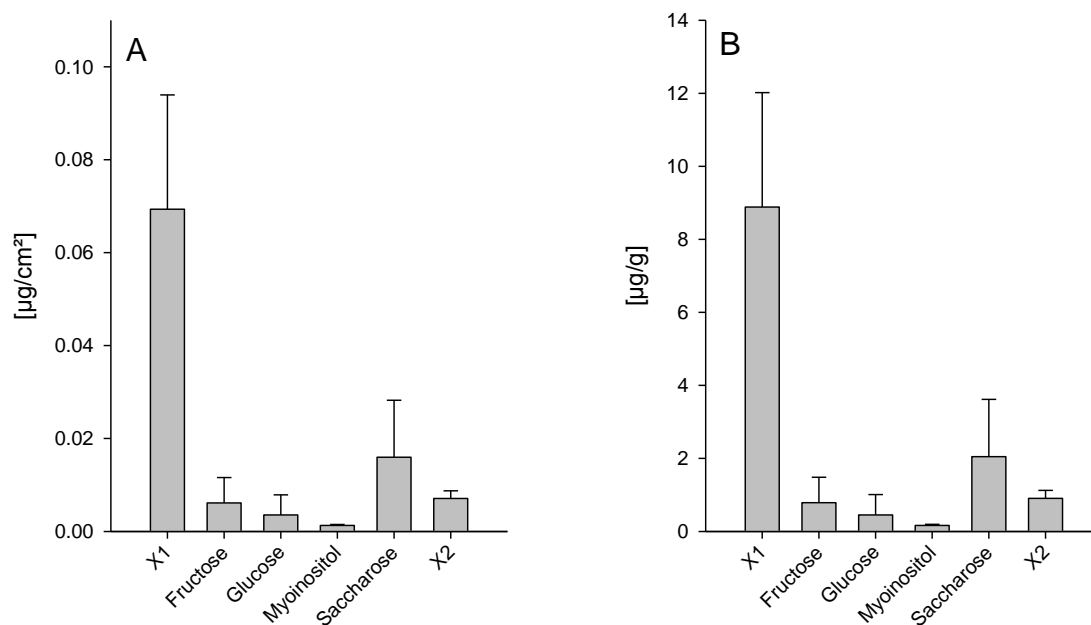 A
[µg/cm²]
0.10
0.08
0.06
0.04
0.02
0.00
X1
Fructose
Glucose
Myoinositol
Saccharose
X2
B
[µg/g]
14
12
10
8
6
4
2
0
X1
Fructose
Glucose
Myoinositol
Saccharose
X2